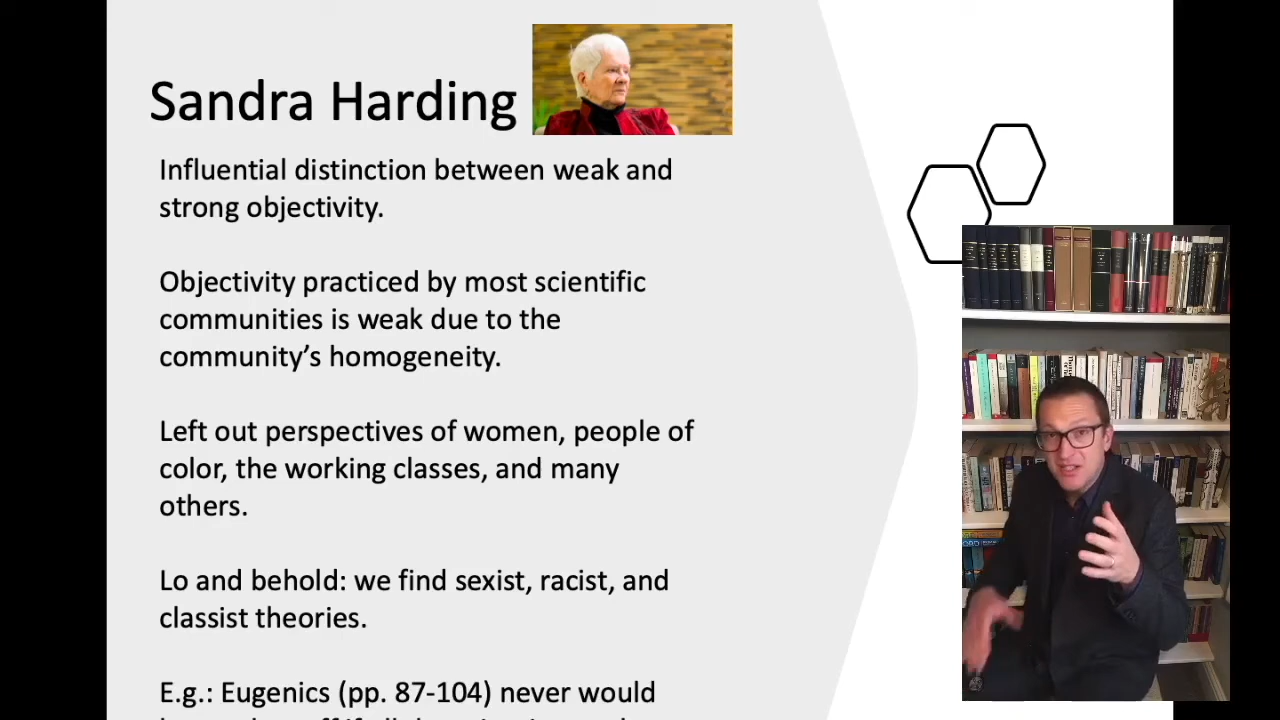 Sandra Harding
Influential distinction between weak and
strong objectivity.
Objectivity practiced by most scientific
communities is weak due to the
community's homogeneity.
Left out perspectives of women, people of
color, the working classes, and many
others.
Lo and behold: we find sexist, racist, and
classist theories.
E.g.: Eugenics (pp. 87-104) never would